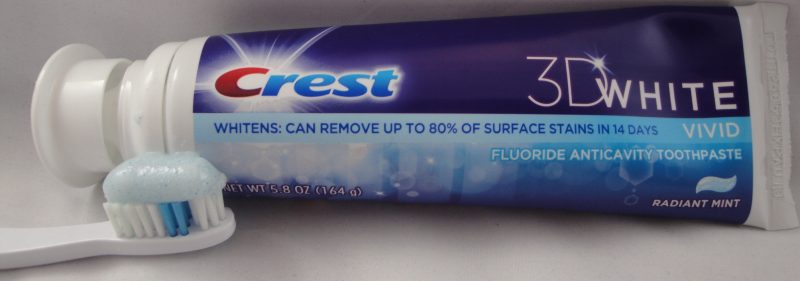 Crest
3D WHITE
WHITENS: CAN REMOVE UP TO 80% OF SURFACE STAINS IN 14 DAYS VIVID
FLUORIDE ANTICAVITY TOOTHPASTE
NET WT 5.8 OZ (164 g)
RADIANT MINT